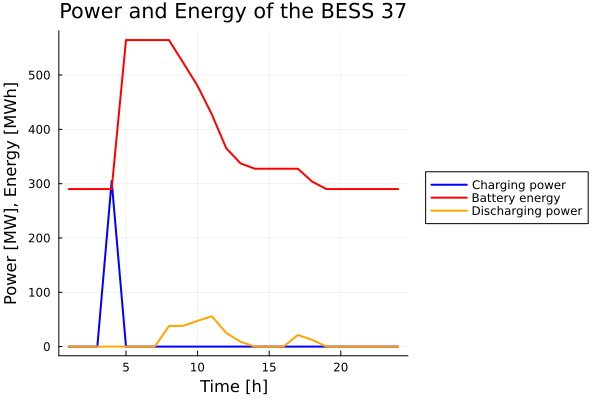 Power and Energy of the BESS 37
Power [MW], Energy [MWh]
500
400
300
200
100
0
5
10
15
20
Time [h]
Charging power
Battery energy
Discharging power